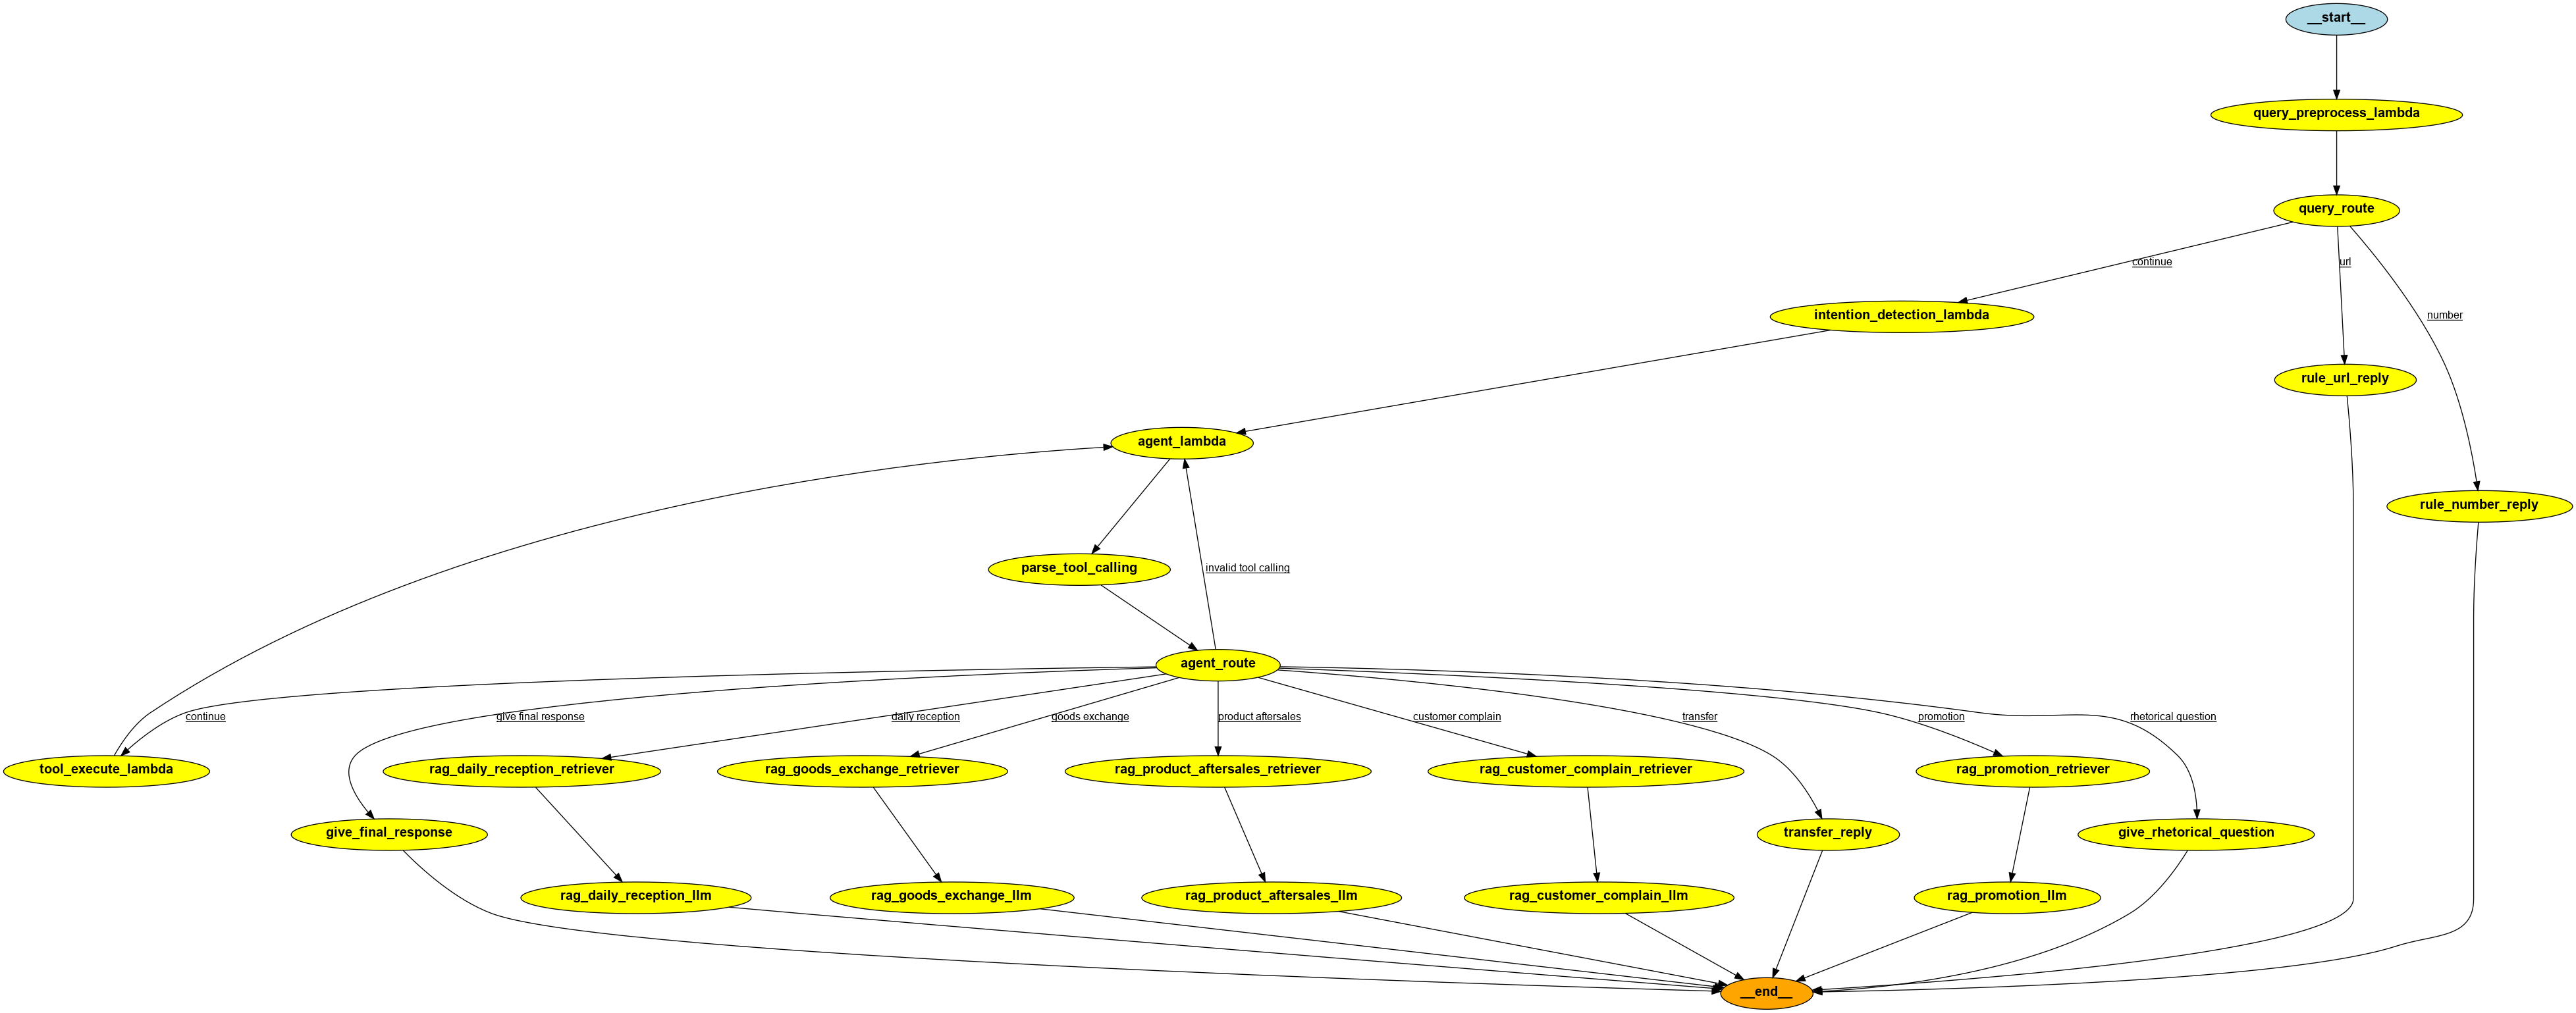 __start__
query_preprocess_lambda
query_route
continue
url
number
intention_detection_lambda
rule_url_reply
agent_lambda
rule_number_reply
parse_tool_calling
invalid tool calling
agent_route
continue
give final response
daily reception
goods exchange
product aftersales
customer complain
transfer
promotion
rhetorical question
tool_execute_lambda
rag_daily_reception_retriever
rag_goods_exchange_retriever
rag_product_aftersales_retriever
rag_customer_complain_retriever
rag_promotion_retriever
give_final_response
transfer_reply
give_rhetorical_question
rag_daily_reception_llm
rag_goods_exchange_llm
rag_product_aftersales_llm
rag_customer_complain_llm
rag_promotion_llm
__end__